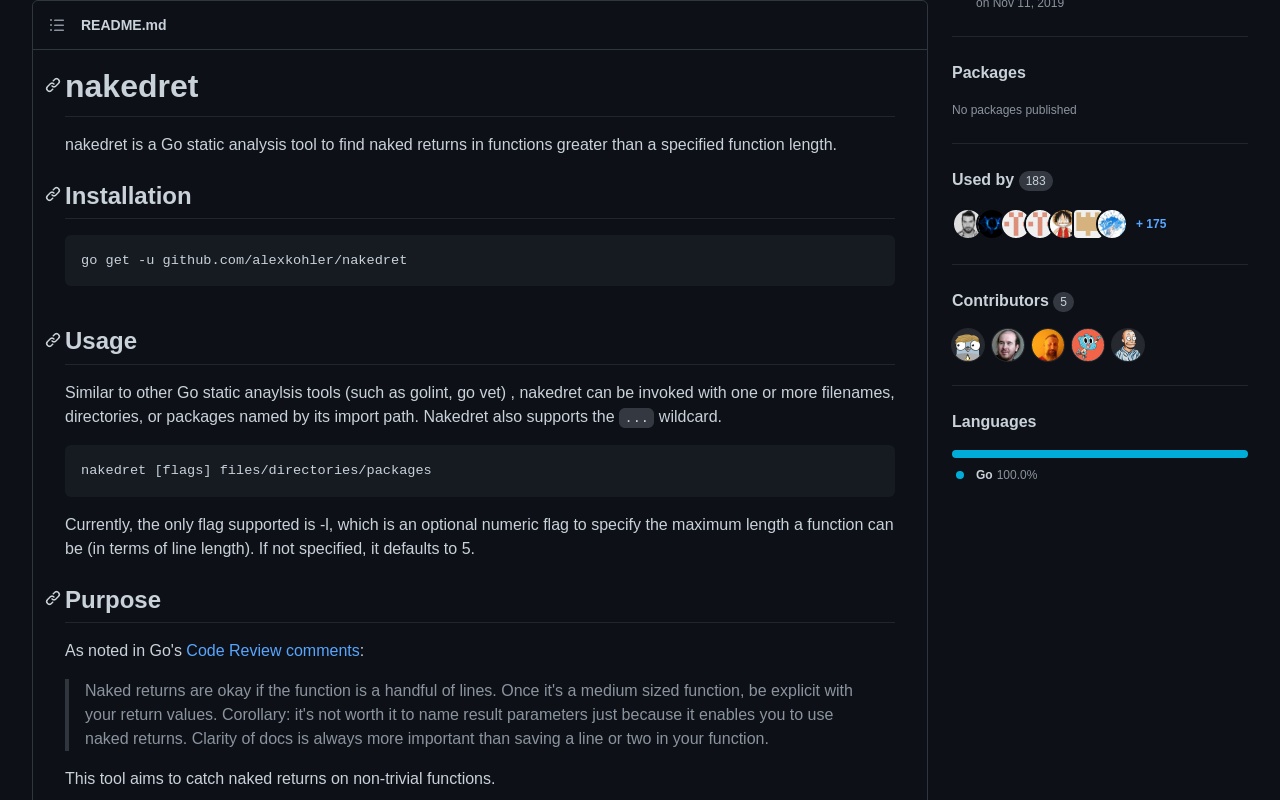 on Nov 11, 2019
README.md
nakedret
nakedret is a Go static analysis tool to find naked returns in functions greater than a specified function length.
Installation
go get -u github.com/alexkohler/nakedret
Usage
Similar to other Go static anaylsis tools (such as golint, go vet) , nakedret can be invoked with one or more filenames,
directories, or packages named by its import path. Nakedret also supports the ... wildcard.
nakedret [flags] files/directories/packages
Currently, the only flag supported is -l, which is an optional numeric flag to specify the maximum length a function can
be (in terms of line length). If not specified, it defaults to 5.
Purpose
As noted in Go's Code Review comments:
Naked returns are okay if the function is a handful of lines. Once it's a medium sized function, be explicit with
your return values. Corollary: it's not worth it to name result parameters just because it enables you to use
naked returns. Clarity of docs is always more important than saving a line or two in your function.
This tool aims to catch naked returns on non-trivial functions.
Packages
No packages published
Used by 183
+ 175
Contributors 5
Languages
Go 100.0%